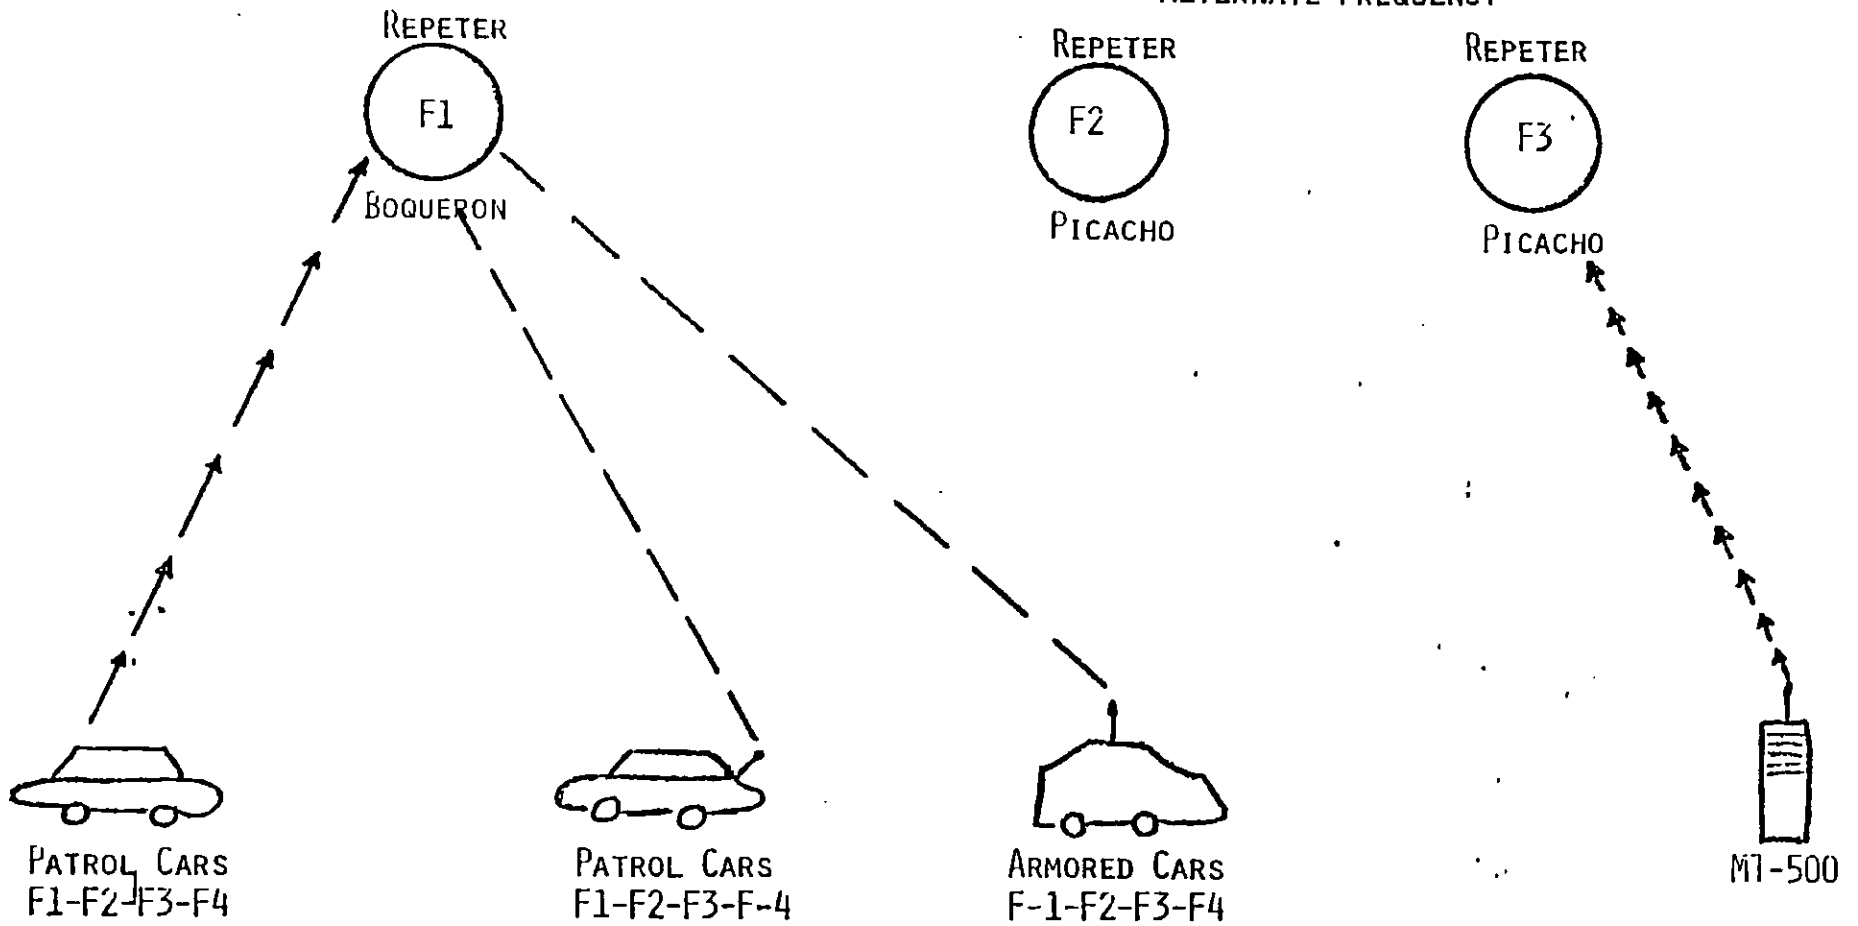 REPETER
F1
BOQUERON
REPETER
F2
PICACHO
REPETER
F3
PICACHO
PATROL CARS
F1-F2-F3-F4
PATROL CARS
F1-F2-F3-F-4
ARMORED CARS
F-1-F2-F3-F4
MT-500